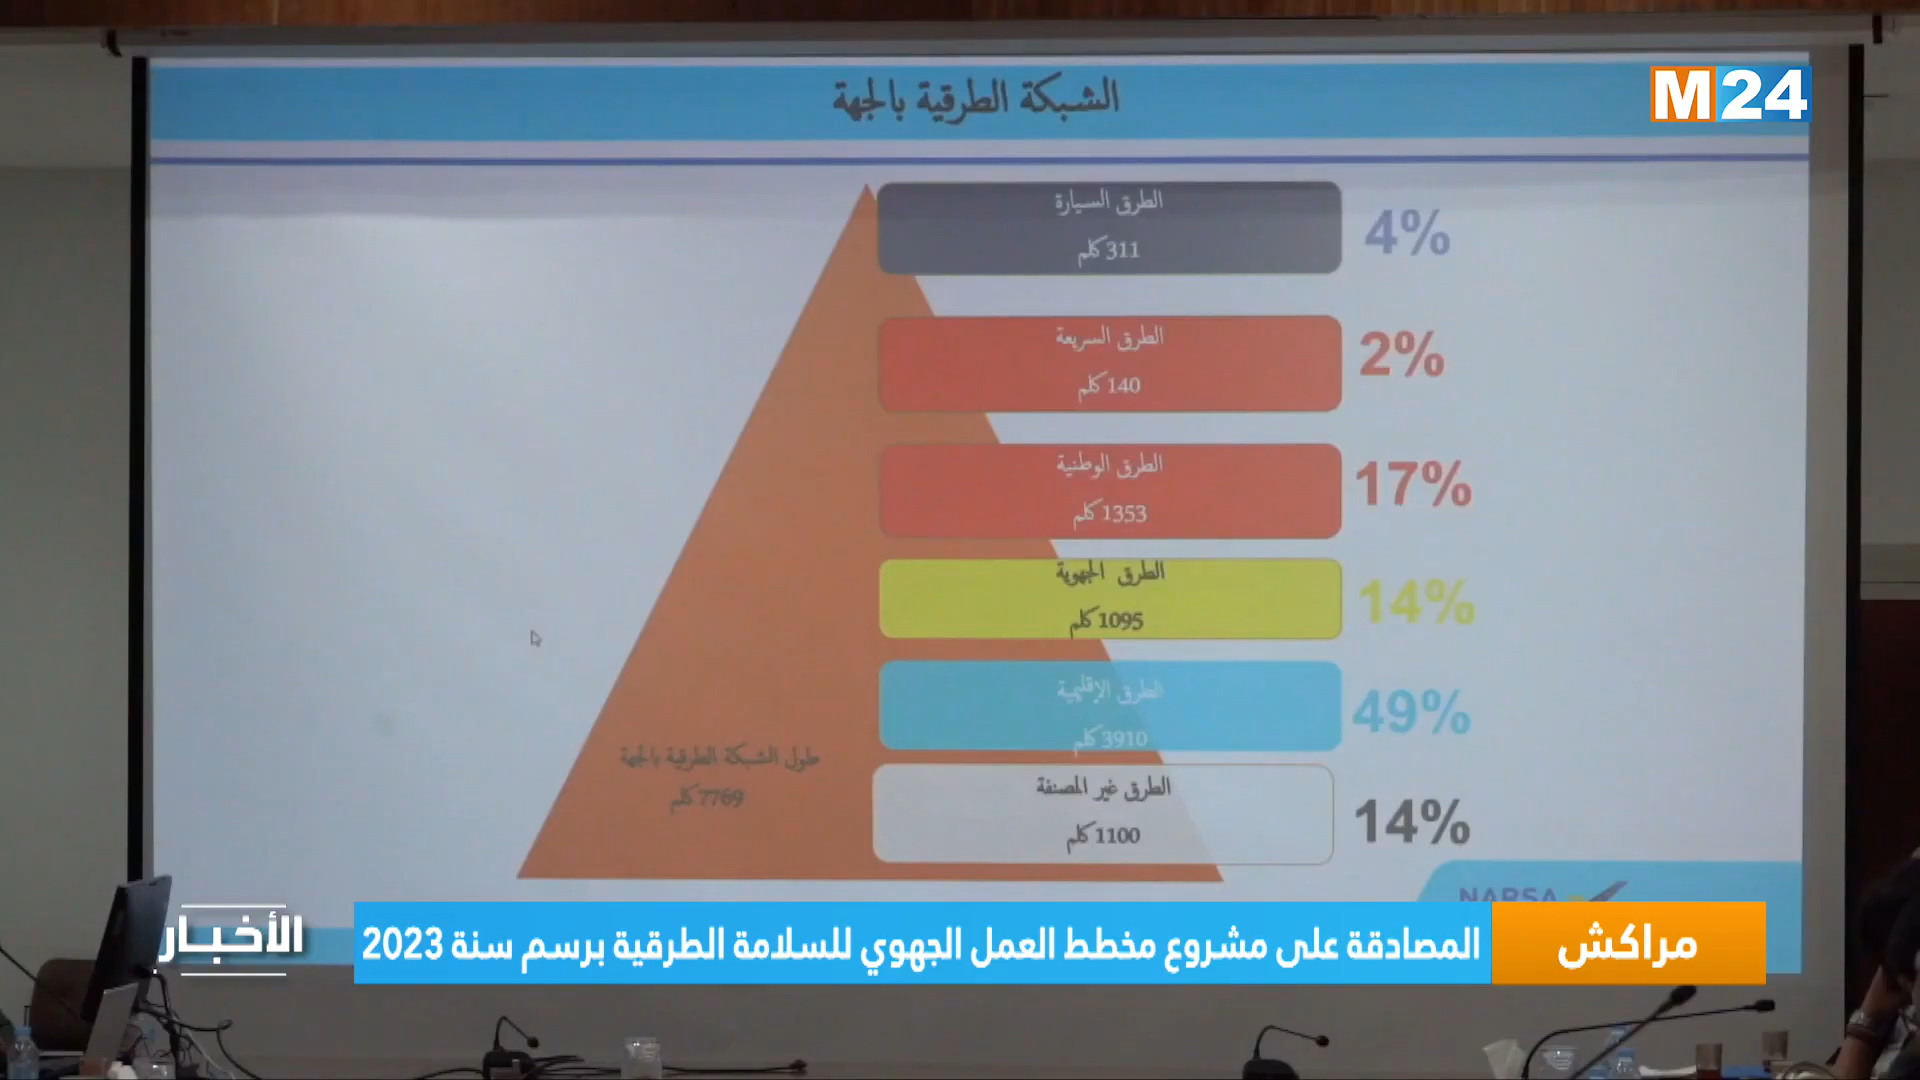 الشبكة الطرقية بالجهة
M24
الطرق السيارة
311 كلم
4%
الطرق السريعة
140 كلم
2%
الطرق الوطنية
1353 كلم
17%
الطرق الجهوية
1095 كلم
14%
الطرق الإقليمية
3910 كلم
49%
الطرق غير المصنفة
1100 كلم
14%
طول الشبكة الطرقية بالجهة
7769 كلم
NARSA
مراكش
المصادقة على مشروع مخطط العمل الجهوي للسلامة الطرقية برسم سنة 2023
الأخبار